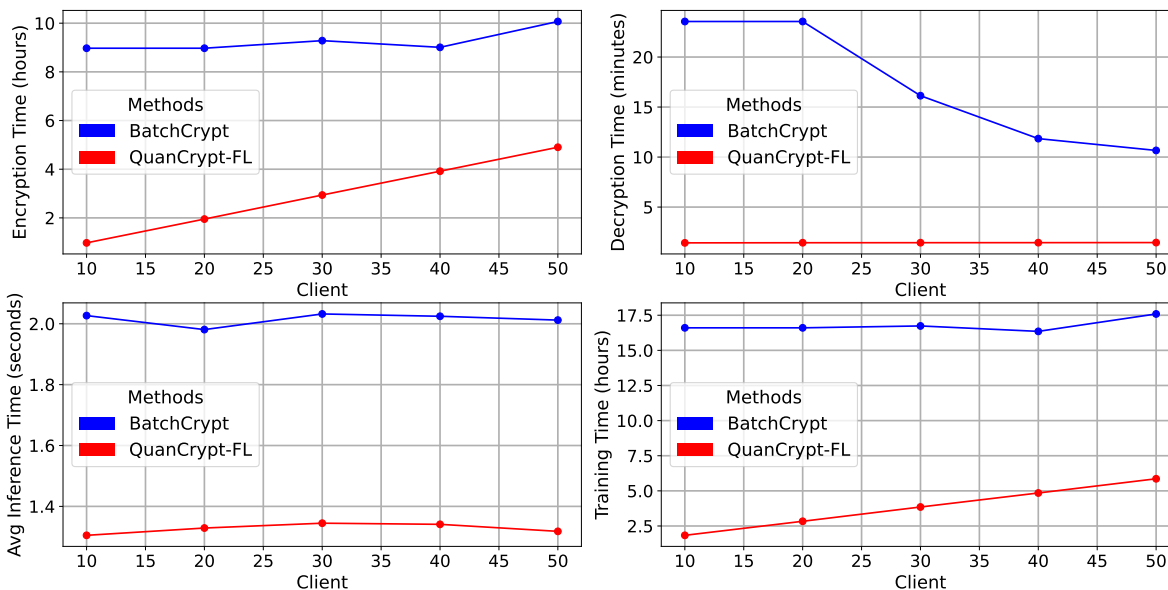 Encryption Time (hours)
10
8
6
4
2
Methods
BatchCrypt
QuanCrypt-FL
10 15 20 25 30 35 40 45 50
Client
Decryption Time (minutes)
20
15
10
5
Methods
BatchCrypt
QuanCrypt-FL
10 15 20 25 30 35 40 45 50
Client
Avg Inference Time (seconds)
2.0
1.8
1.6
1.4
Methods
BatchCrypt
QuanCrypt-FL
10 15 20 25 30 35 40 45 50
Client
Training Time (hours)
17.5
15.0
12.5
10.0
7.5
5.0
2.5
Methods
BatchCrypt
QuanCrypt-FL
10 15 20 25 30 35 40 45 50
Client